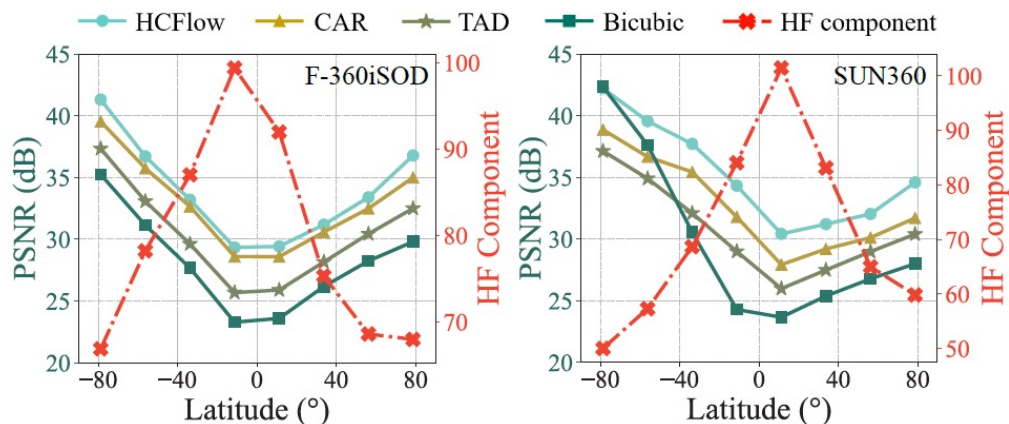 HCFlow CAR TAD Bicubic HF component
F-360iSOD
PSNR (dB)
45
40
35
30
25
20
100
90
80
70
HF Component
−80 −40 0 40 80
Latitude (°)
SUN360
PSNR (dB)
45
40
35
30
25
20
100
90
80
70
60
50
HF Component
−80 −40 0 40 80
Latitude (°)